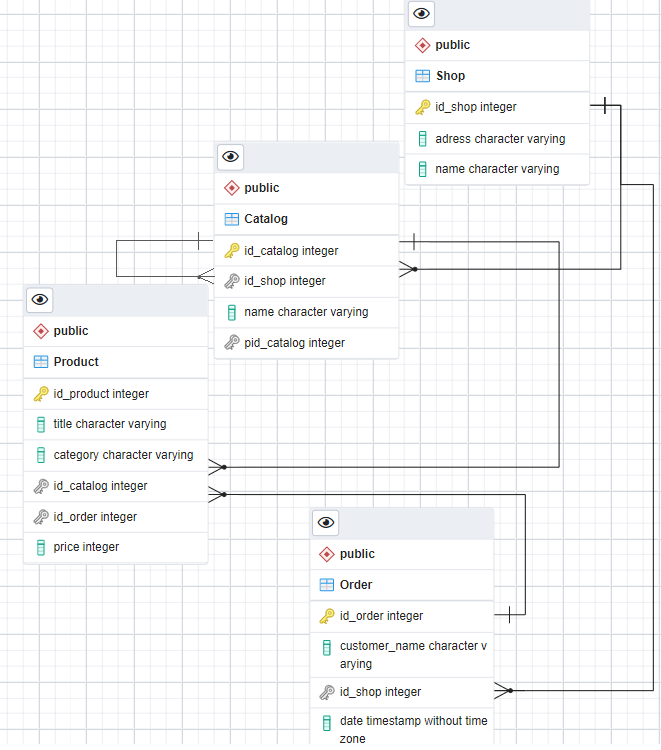 public
Shop
id_shop integer
adress character varying
name character varying
public
Catalog
id_catalog integer
id_shop integer
name character varying
pid_catalog integer
public
Product
id_product integer
title character varying
category character varying
id_catalog integer
id_order integer
price integer
public
Order
id_order integer
customer_name character v
arying
id_shop integer
date timestamp without time
zone